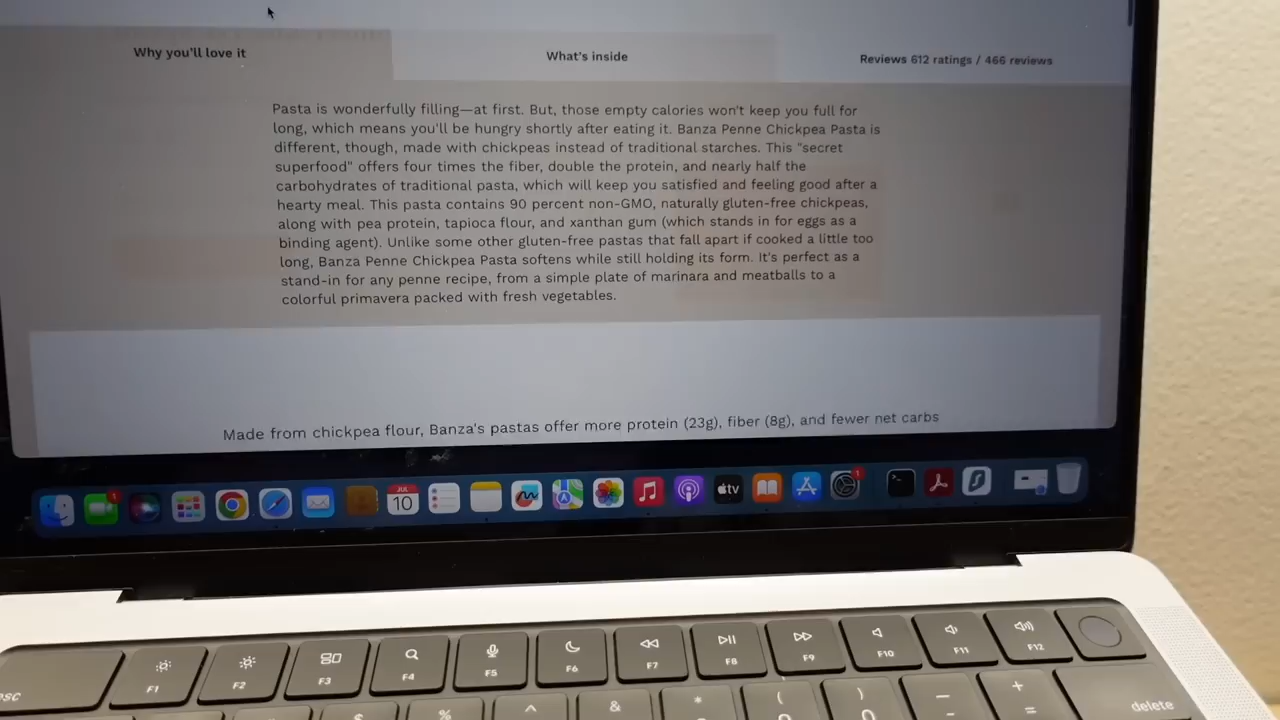 Why you'll love it
What's inside
Reviews 612 ratings / 466 reviews
Pasta is wonderfully filling—at first. But, those empty calories won't keep you full for
long, which means you'll be hungry shortly after eating it. Banza Penne Chickpea Pasta is
different, though, made with chickpeas instead of traditional starches. This "secret
superfood" offers four times the fiber, double the protein, and nearly half the
carbohydrates of traditional pasta, which will keep you satisfied and feeling good after a
hearty meal. This pasta contains 90 percent non-GMO, naturally gluten-free chickpeas,
along with pea protein, tapioca flour, and xanthan gum (which stands in for eggs as a
binding agent). Unlike some other gluten-free pastas that fall apart if cooked a little too
long, Banza Penne Chickpea Pasta softens while still holding its form. It's perfect as a
stand-in for any penne recipe, from a simple plate of marinara and meatballs to a
colorful primavera packed with fresh vegetables.
Made from chickpea flour, Banza's pastas offer more protein (23g), fiber (8g), and fewer net carbs
1
JUL
10
tv
1
esc
F1
F2
F3
F4
F5
F6
F7
F8
F9
F10
F11
F12
% ^ & * ( ) — + =
delete